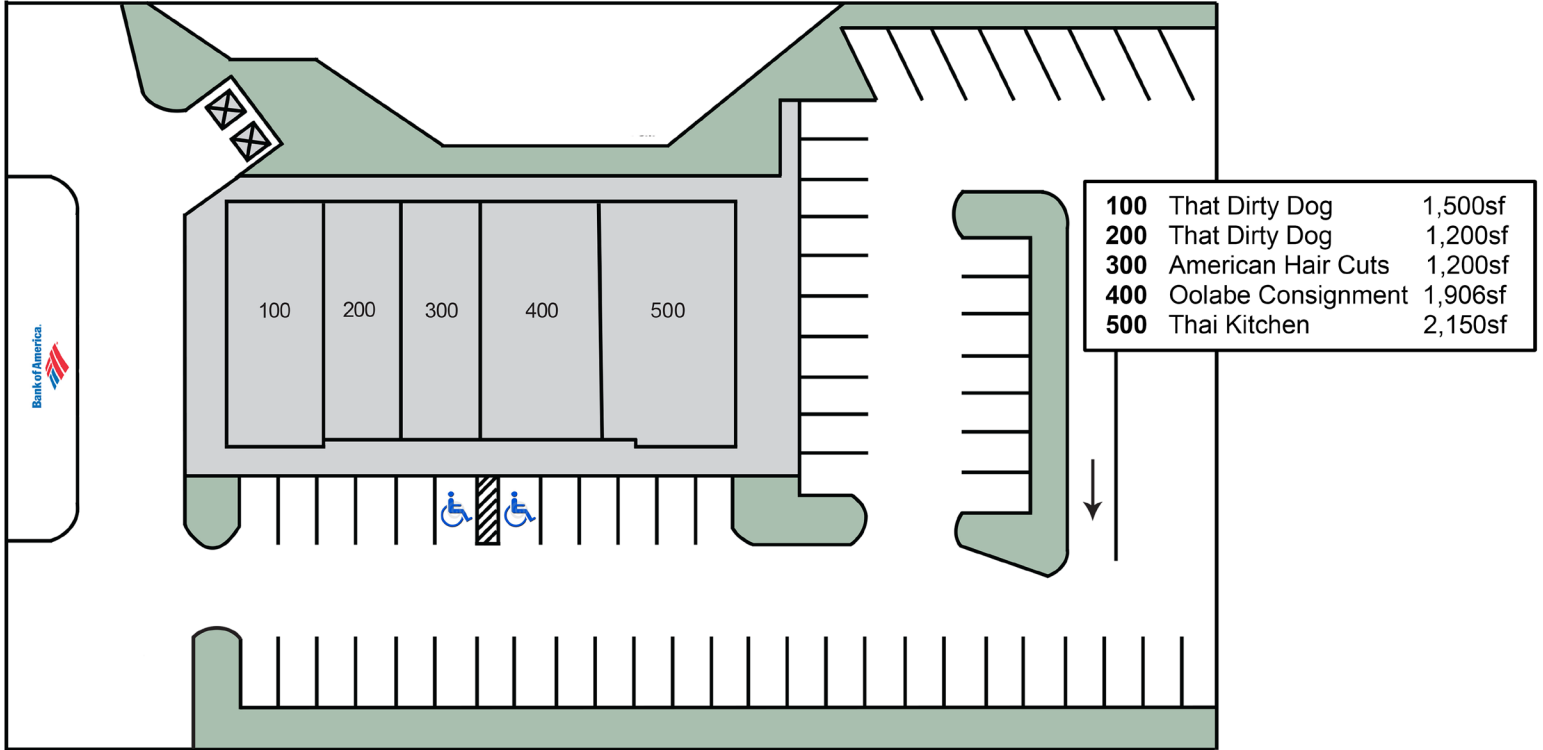 100 That Dirty Dog 1,500sf
200 That Dirty Dog 1,200sf
300 American Hair Cuts 1,200sf
400 Oolabe Consignment 1,906sf
500 Thai Kitchen 2,150sf
100 200 300 400 500
Bank of America.